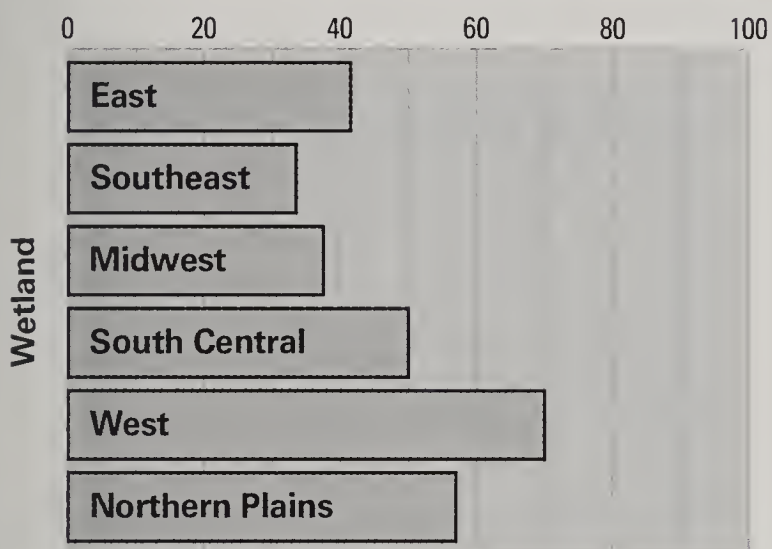 0 20 40 60 80 100
East
Southeast
Midwest
South Central
West
Northern Plains
Wetland